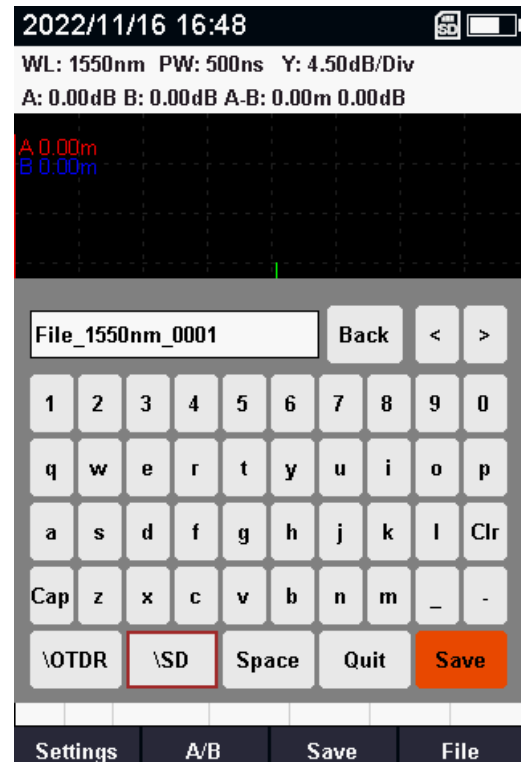 2022/11/16 16:48 SD
WL: 1550nm PW: 500ns Y: 4.50dB/Div
A: 0.00dB B: 0.00dB A-B: 0.00m 0.00dB
A 0.00m
B 0.00m
File_1550nm_0001 Back < >
1 2 3 4 5 6 7 8 9 0
q w e r t y u i o p
a s d f g h j k l Clr
Cap z x c v b n m _ -
\OTDR \SD Space Quit Save
Settings A/B Save File